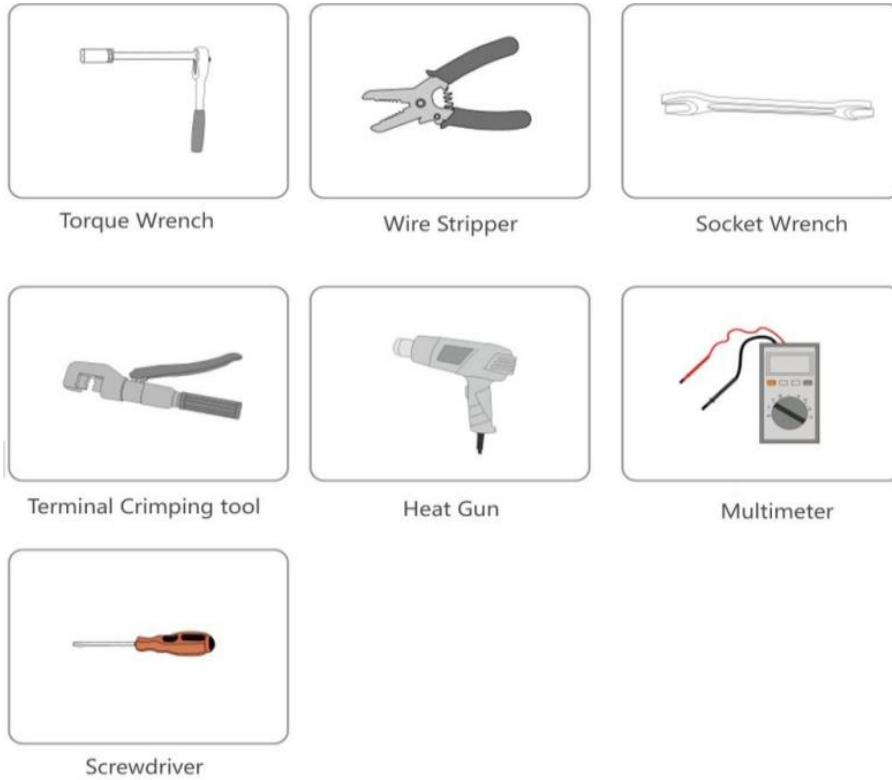 Torque Wrench
Wire Stripper
Socket Wrench
Terminal Crimping tool
Heat Gun
Multimeter
Screwdriver